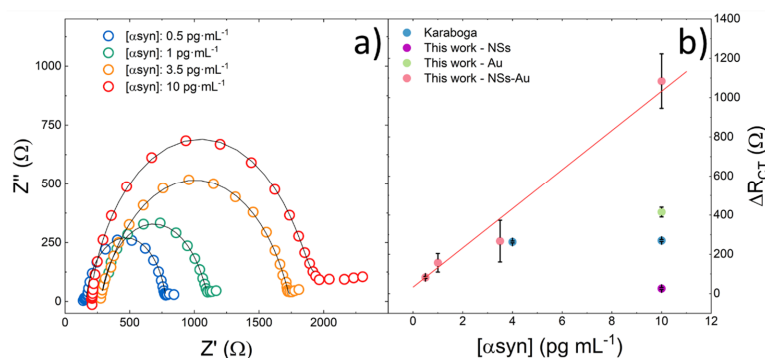 a)
[αsyn]: 0.5 pg·mL⁻¹
[αsyn]: 1 pg·mL⁻¹
[αsyn]: 3.5 pg·mL⁻¹
[αsyn]: 10 pg·mL⁻¹
1000
750
500
250
0
Z'' (Ω)
0 500 1000 1500 2000
Z' (Ω)
b)
Karaboga
This work - NSs
This work - Au
This work - NSs-Au
1400
1200
1000
800
600
400
200
0
ΔR_CT (Ω)
0 2 4 6 8 10 12
[αsyn] (pg mL⁻¹)